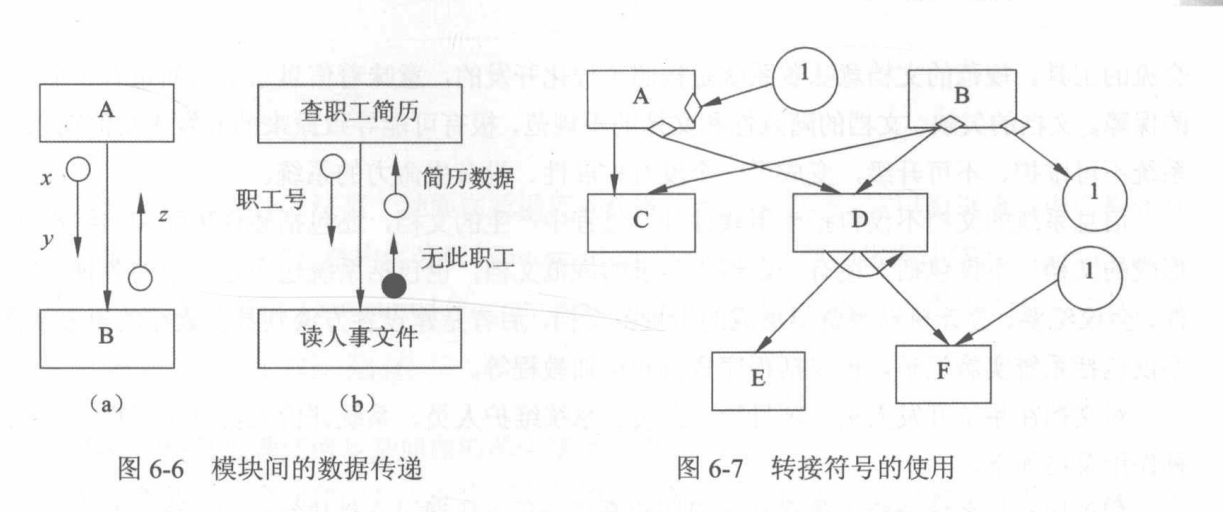 A
x
y
z
B
(a)
查职工简历
职工号
简历数据
无此职工
读人事文件
(b)
图 6-6 模块间的数据传递
1
A
B
C
D
1
1
E
F
图 6-7 转接符号的使用